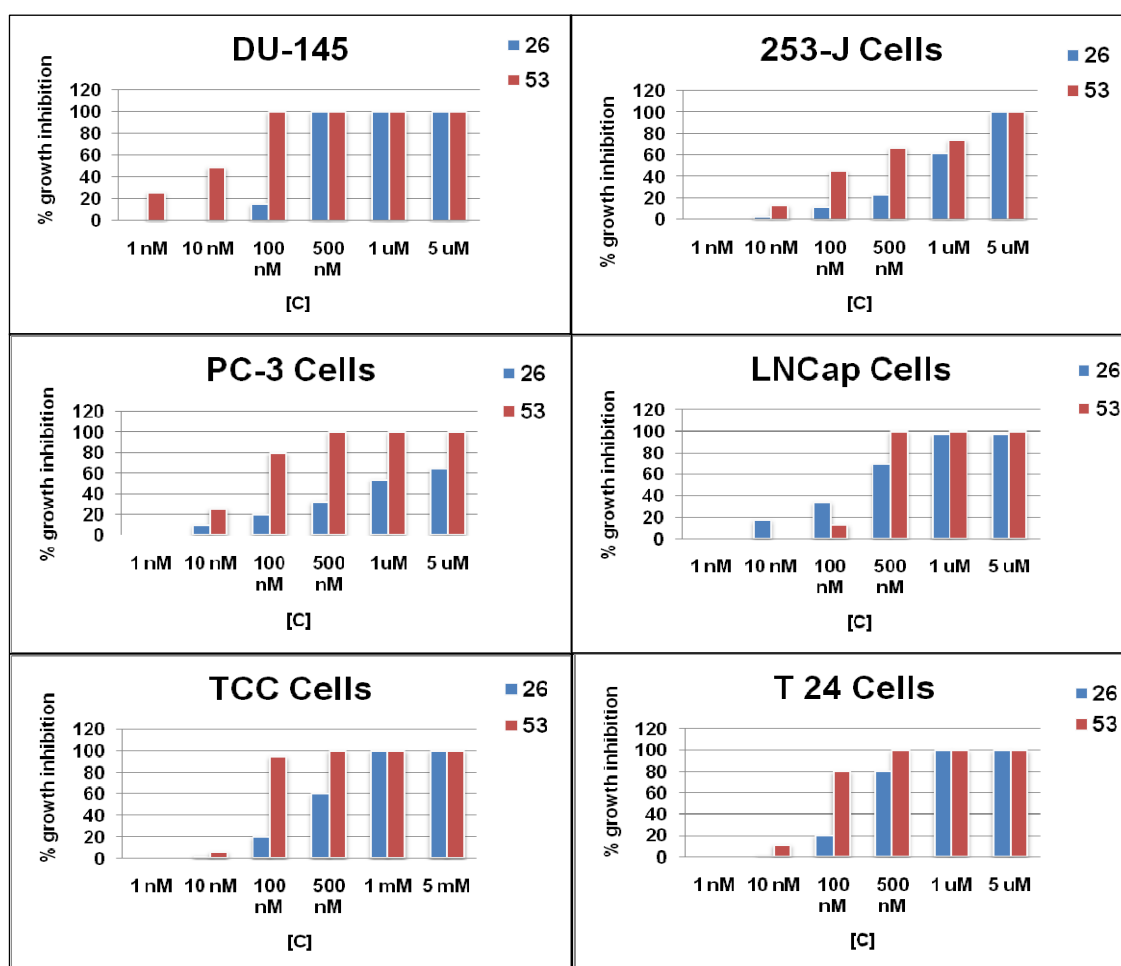 DU-145
26
53
% growth inhibition
120
100
80
60
40
20
0
1 nM 10 nM 100 500 1 uM 5 uM
nM nM
[C]
253-J Cells
26
53
% growth inhibition
120
100
80
60
40
20
0
1 nM 10 nM 100 500 1 uM 5 uM
nM nM
[C]
PC-3 Cells
26
53
% growth inhibition
120
100
80
60
40
20
0
1 nM 10 nM 100 500 1uM 5 uM
nM nM
[C]
LNCap Cells
26
53
% growth inhibition
120
100
80
60
40
20
0
1 nM 10 nM 100 500 1 uM 5 uM
nM nM
[C]
TCC Cells
26
53
% growth inhibition
120
100
80
60
40
20
0
1 nM 10 nM 100 500 1 mM 5 mM
nM nM
[C]
T 24 Cells
26
53
% growth inhibition
120
100
80
60
40
20
0
1 nM 10 nM 100 500 1 uM 5 uM
nM nM
[C]